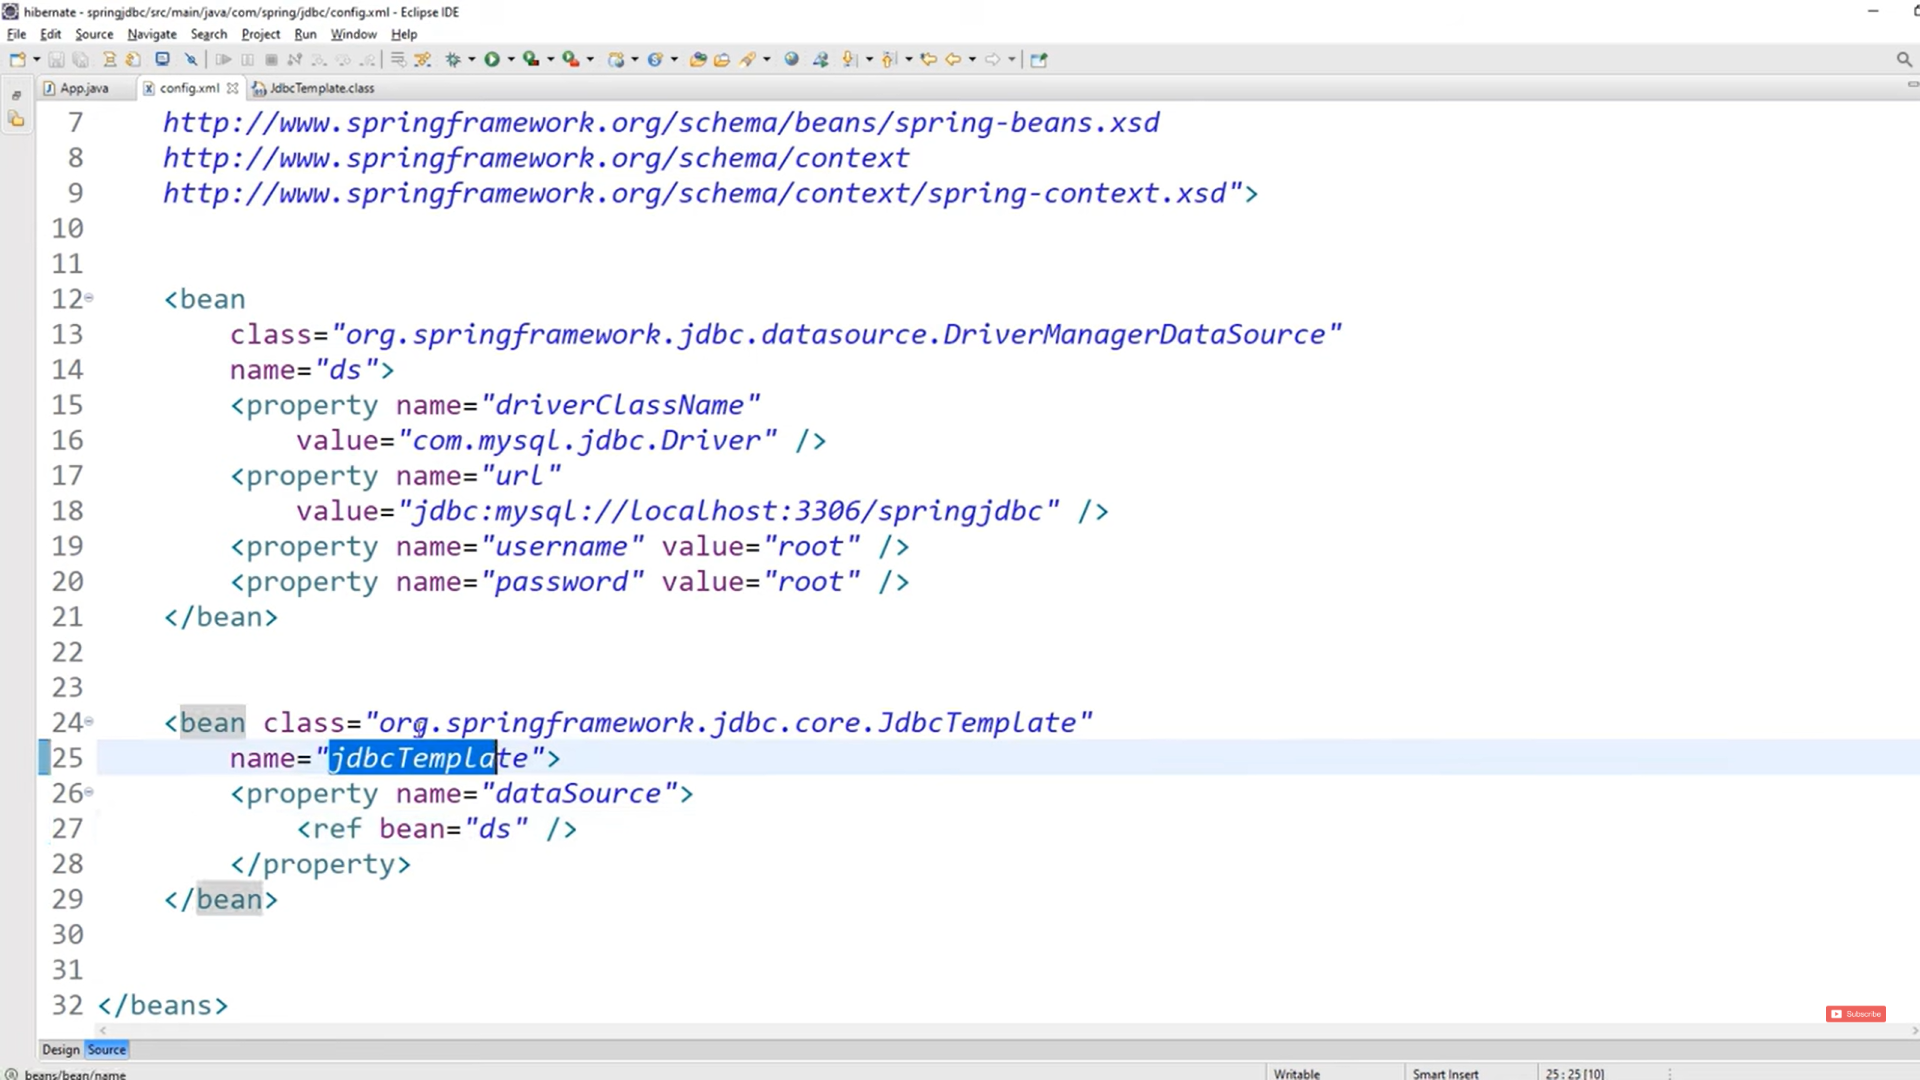 hibernate - springjdbc/src/main/java/com/spring/jdbc/config.xml - Eclipse IDE
File Edit Source Navigate Search Project Run Window Help
App.java config.xml JdbcTemplate.class
7 http://www.springframework.org/schema/beans/spring-beans.xsd
8 http://www.springframework.org/schema/context
9 http://www.springframework.org/schema/context/spring-context.xsd">
10
11
12 <bean
13 class="org.springframework.jdbc.datasource.DriverManagerDataSource"
14 name="ds">
15 <property name="driverClassName"
16 value="com.mysql.jdbc.Driver" />
17 <property name="url"
18 value="jdbc:mysql://localhost:3306/springjdbc" />
19 <property name="username" value="root" />
20 <property name="password" value="root" />
21 </bean>
22
23
24 <bean class="org.springframework.jdbc.core.JdbcTemplate"
25 name="jdbcTemplate">
26 <property name="dataSource">
27 <ref bean="ds" />
28 </property>
29 </bean>
30
31
32 </beans>
Subscribe
Design Source
beans/bean/name Writable Smart Insert 25 : 25 [10]